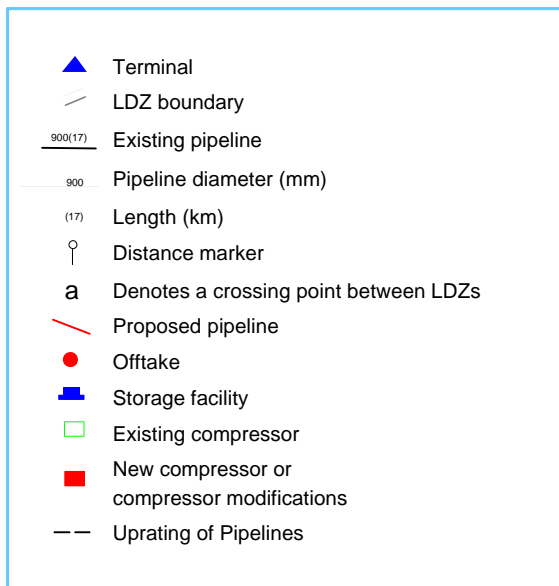 Terminal
LDZ boundary
900(17) Existing pipeline
900 Pipeline diameter (mm)
(17) Length (km)
Distance marker
a Denotes a crossing point between LDZs
Proposed pipeline
Offtake
Storage facility
Existing compressor
New compressor or
compressor modifications
Uprating of Pipelines